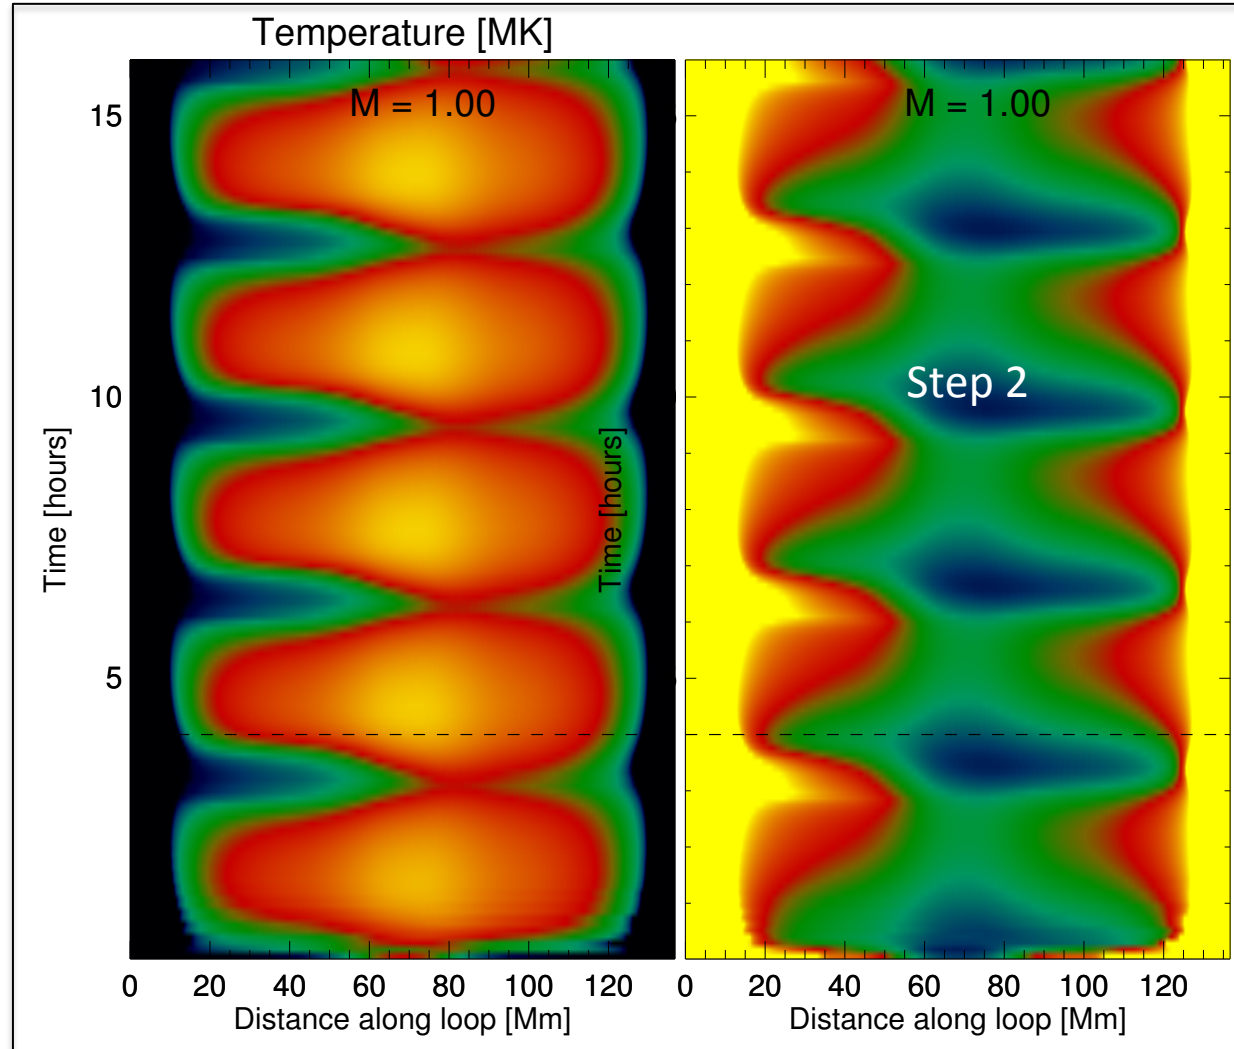 Temperature [MK]
M = 1.00
M = 1.00
15
10
5
Time [hours]
Time [hours]
Step 2
0 20 40 60 80 100 120
0 20 40 60 80 100 120
Distance along loop [Mm]
Distance along loop [Mm]